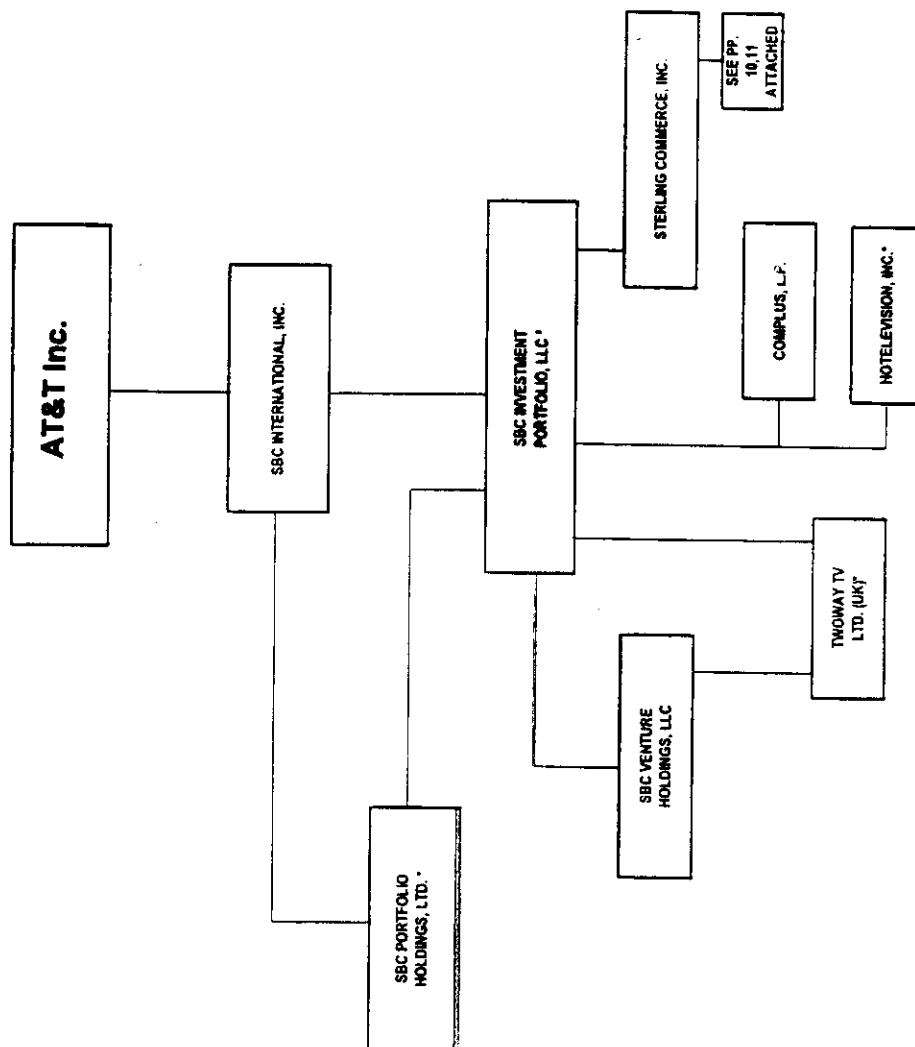 AT&T Inc.
SBC INTERNATIONAL, INC.
SBC PORTFOLIO
HOLDINGS, LTD. *
SBC INVESTMENT
PORTFOLIO, LLC *
STERLING COMMERCE, INC.
SEE PP.
10,11
ATTACHED
SBC VENTURE
HOLDINGS, LLC
TWOWAY TV
LTD. (UK)*
COMPLUS, L.P.
HOTELEVISION, INC.*